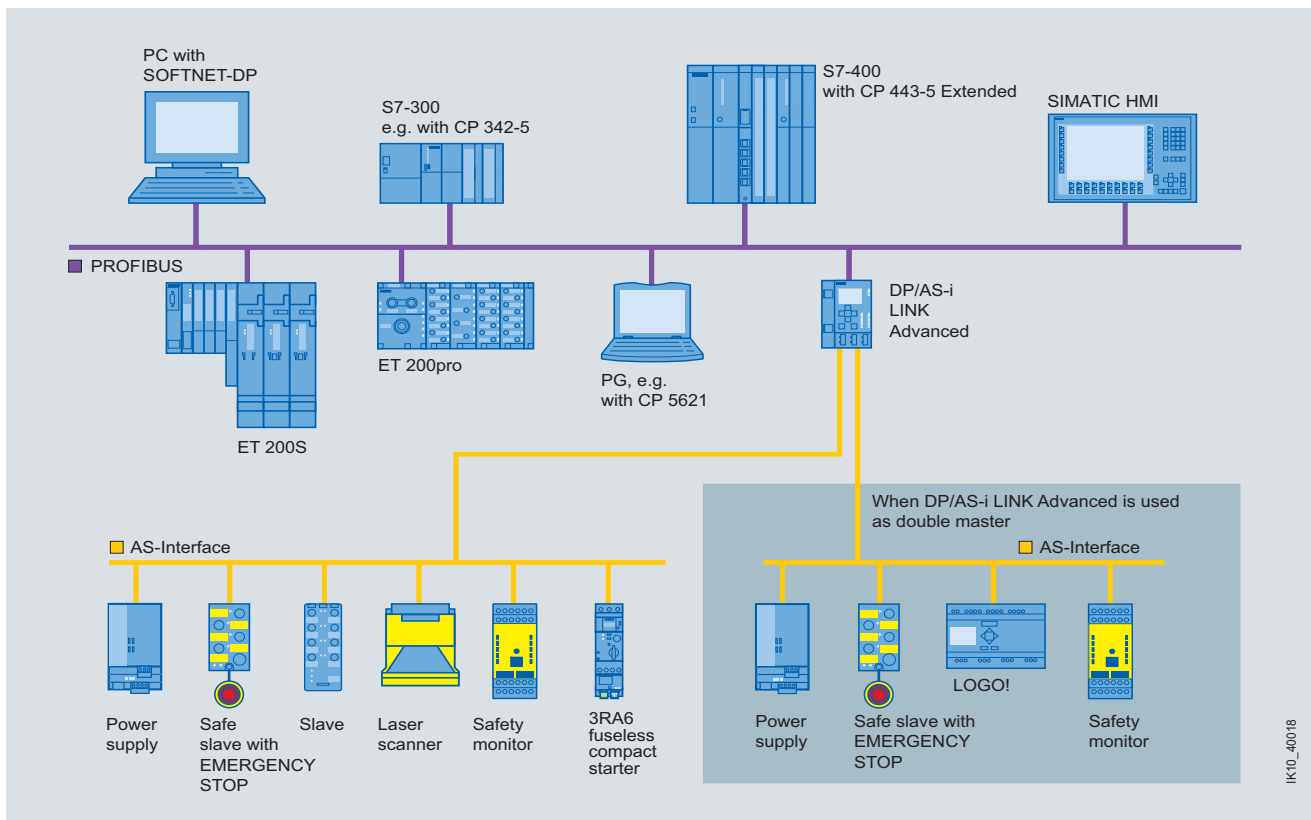 PC with
SOFTNET-DP
S7-300
e.g. with CP 342-5
S7-400
with CP 443-5 Extended
SIMATIC HMI
PROFIBUS
ET 200S
ET 200pro
PG, e.g.
with CP 5621
DP/AS-i
LINK
Advanced
When DP/AS-i LINK Advanced is used
as double master
AS-Interface
AS-Interface
Power
supply
Safe
slave with
EMERGENCY
STOP
Slave
Laser
scanner
Safety
monitor
3RA6
fuseless
compact
starter
Power
supply
Safe slave with
EMERGENCY
STOP
LOGO!
Safety
monitor
IK10_40018